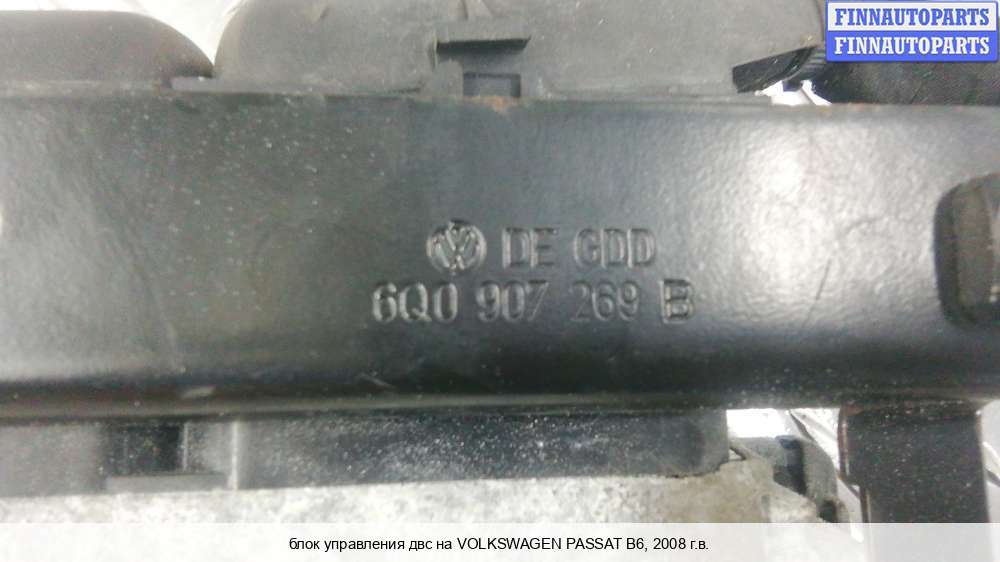 FINNAUTOPARTS
FINNAUTOPARTS
DE GDD
6Q0 907 269 B
блок управления двс на VOLKSWAGEN PASSAT B6, 2008 г.в.